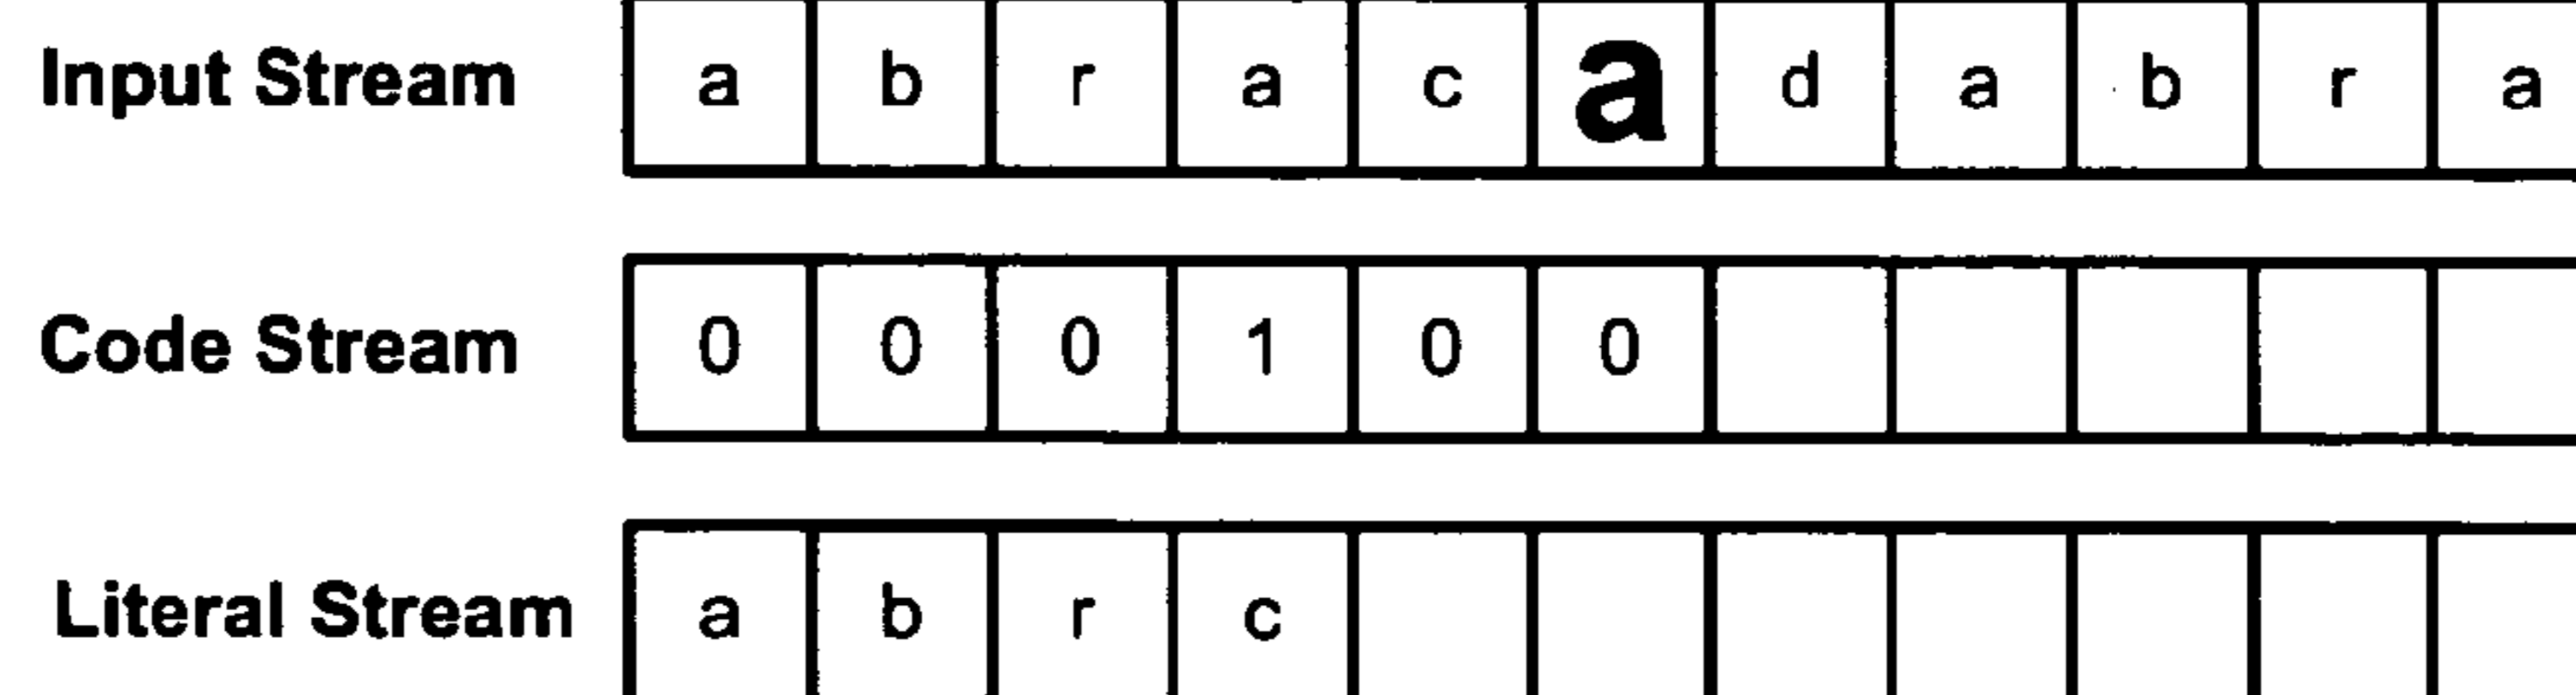 Input Stream a b r a c a d a b r a
Code Stream 0 0 0 1 0 0
Literal Stream a b r c